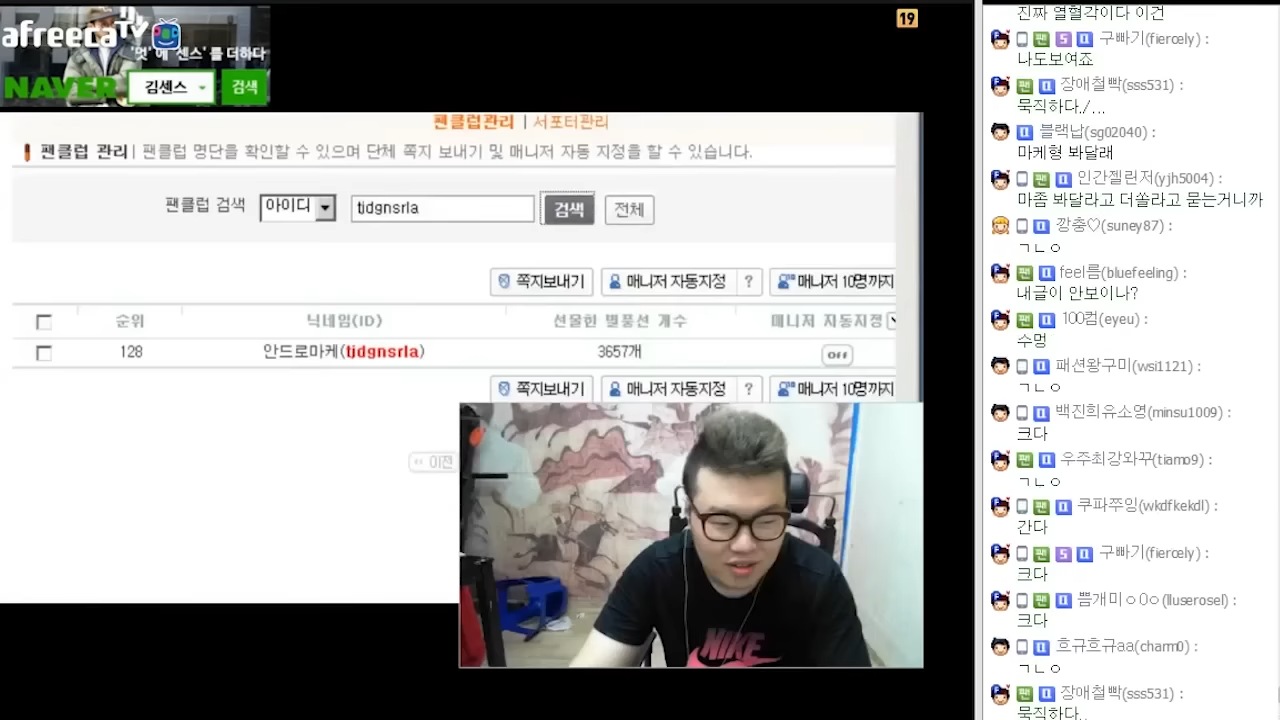 afreecaTV
'멋'에 '센스'를 더하다
NAVER 김센스 검색
19
팬클럽관리 | 서포터관리
팬클럽 관리 | 팬클럽 명단을 확인할 수 있으며 단체 쪽지 보내기 및 매니저 자동 지정을 할 수 있습니다.
팬클럽 검색 아이디 tjdgnsrla 검색 전체
쪽지보내기 매니저 자동지정 ? 매니저 10명까지
순위 닉네임(ID) 선물한 별풍선 개수 매니저 자동지정
128 안드로마케(tjdgnsrla) 3657개 OFF
쪽지보내기 매니저 자동지정 ? 매니저 10명까지
이전
NIKE
진짜 열혈각이다 이건
구빠기(fiercely) :
나도보여죠
장애철빡(sss531) :
묵직하다./...
블랙납(sg02040) :
마케형 봐달래
인간젤린저(yjh5004) :
마좀 봐달라고 더쓸라고 묻는거니까
깡충♡(suney87) :
ㄱㄴㅇ
feel름(bluefeeling) :
내글이 안보이나?
100컴(eyeu) :
수멍
패션왕구미(wsi1121) :
ㄱㄴㅇ
백진희유소영(minsu1009) :
크다
우주최강와꾸(tiamo9) :
ㄱㄴㅇ
쿠파쭈잉(wkdfkekdl) :
간다
구빠기(fiercely) :
크다
쁨개미ㅇ0ㅇ(lluserosel) :
크다
흐규흐규aa(charm0) :
ㄱㄴㅇ
장애철빡(sss531) :
묵직하다..